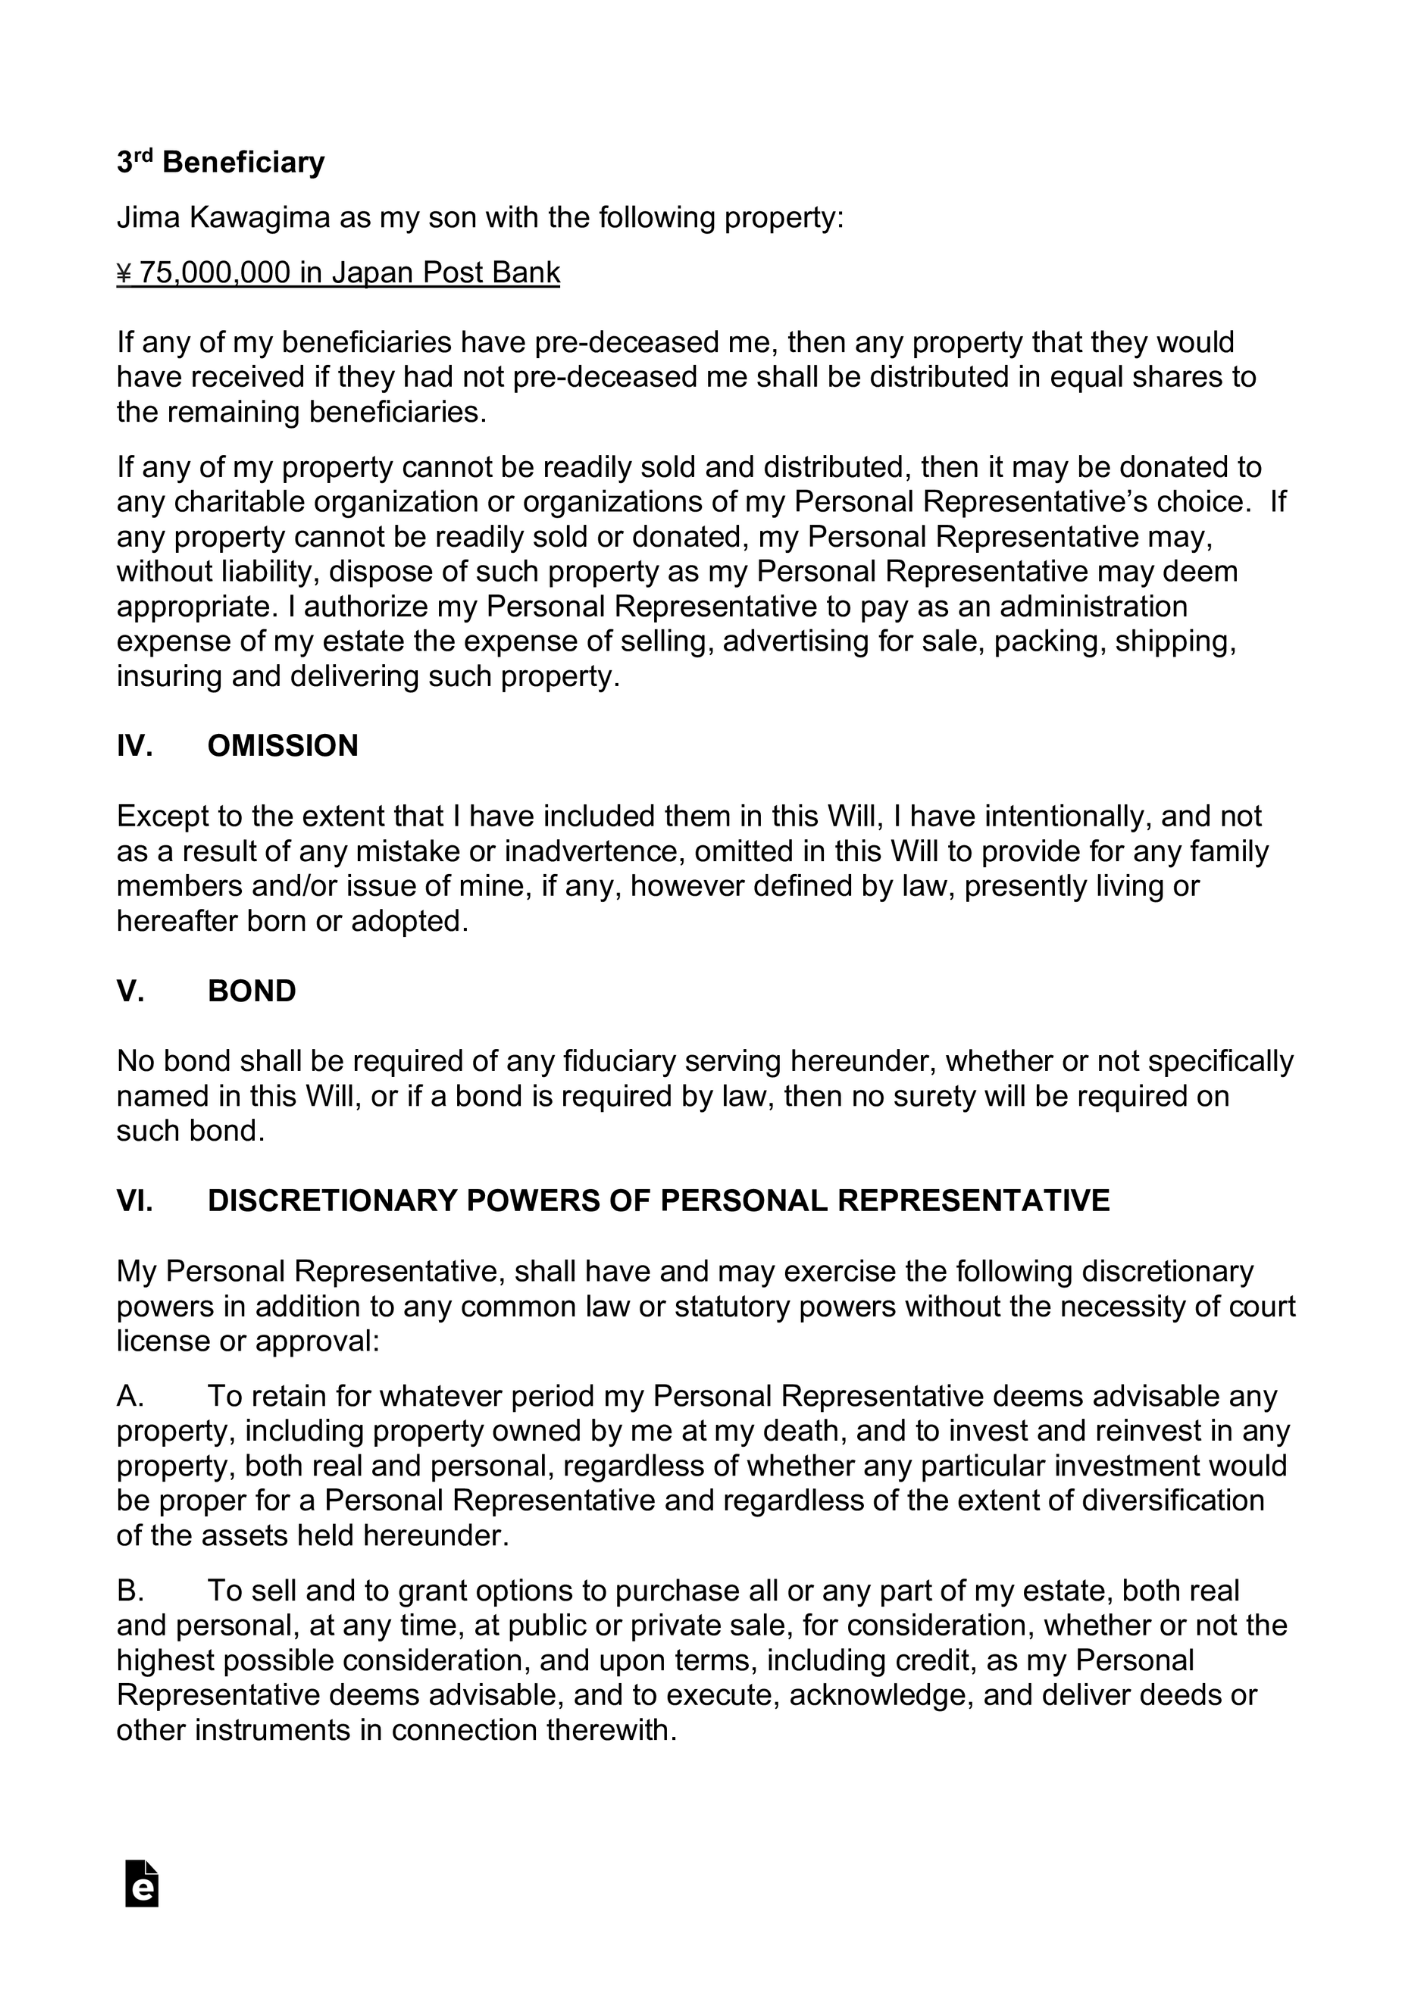 3rd Beneficiary
Jima Kawagima as my son with the following property:
¥ 75,000,000 in Japan Post Bank
If any of my beneficiaries have pre-deceased me, then any property that they would
have received if they had not pre-deceased me shall be distributed in equal shares to
the remaining beneficiaries.
If any of my property cannot be readily sold and distributed, then it may be donated to
any charitable organization or organizations of my Personal Representative’s choice.  If
any property cannot be readily sold or donated, my Personal Representative may,
without liability, dispose of such property as my Personal Representative may deem
appropriate. I authorize my Personal Representative to pay as an administration
expense of my estate the expense of selling, advertising for sale, packing, shipping,
insuring and delivering such property.
IV. OMISSION
Except to the extent that I have included them in this Will, I have intentionally, and not
as a result of any mistake or inadvertence, omitted in this Will to provide for any family
members and/or issue of mine, if any, however defined by law, presently living or
hereafter born or adopted.
V. BOND
No bond shall be required of any fiduciary serving hereunder, whether or not specifically
named in this Will, or if a bond is required by law, then no surety will be required on
such bond.
VI. DISCRETIONARY POWERS OF PERSONAL REPRESENTATIVE
My Personal Representative, shall have and may exercise the following discretionary
powers in addition to any common law or statutory powers without the necessity of court
license or approval:
A. To retain for whatever period my Personal Representative deems advisable any
property, including property owned by me at my death, and to invest and reinvest in any
property, both real and personal, regardless of whether any particular investment would
be proper for a Personal Representative and regardless of the extent of diversification
of the assets held hereunder.
B. To sell and to grant options to purchase all or any part of my estate, both real
and personal, at any time, at public or private sale, for consideration, whether or not the
highest possible consideration, and upon terms, including credit, as my Personal
Representative deems advisable, and to execute, acknowledge, and deliver deeds or
other instruments in connection therewith.
e